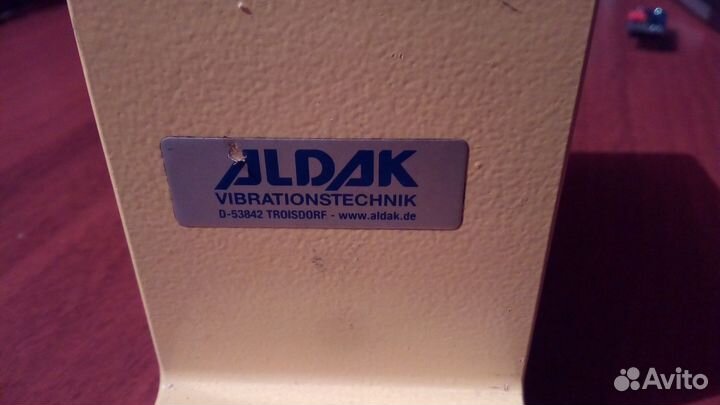 ALDAK
VIBRATIONSTECHNIK
D-53842 TROISDORF - www.aldak.de
Avito